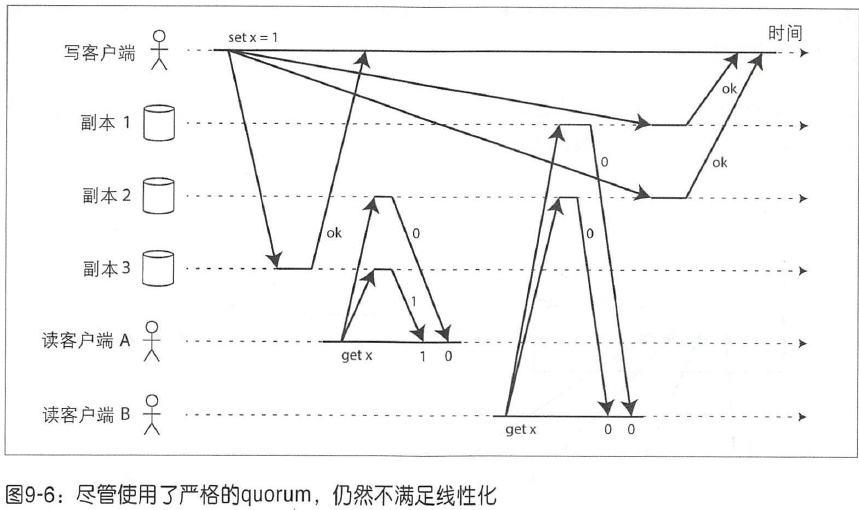 set x = 1
时间
写客户端
ok
副本 1
0
ok
副本 2
ok
0
0
副本 3
1
读客户端 A
get x
1
0
读客户端 B
get x
0
0
图9-6：尽管使用了严格的quorum，仍然不满足线性化